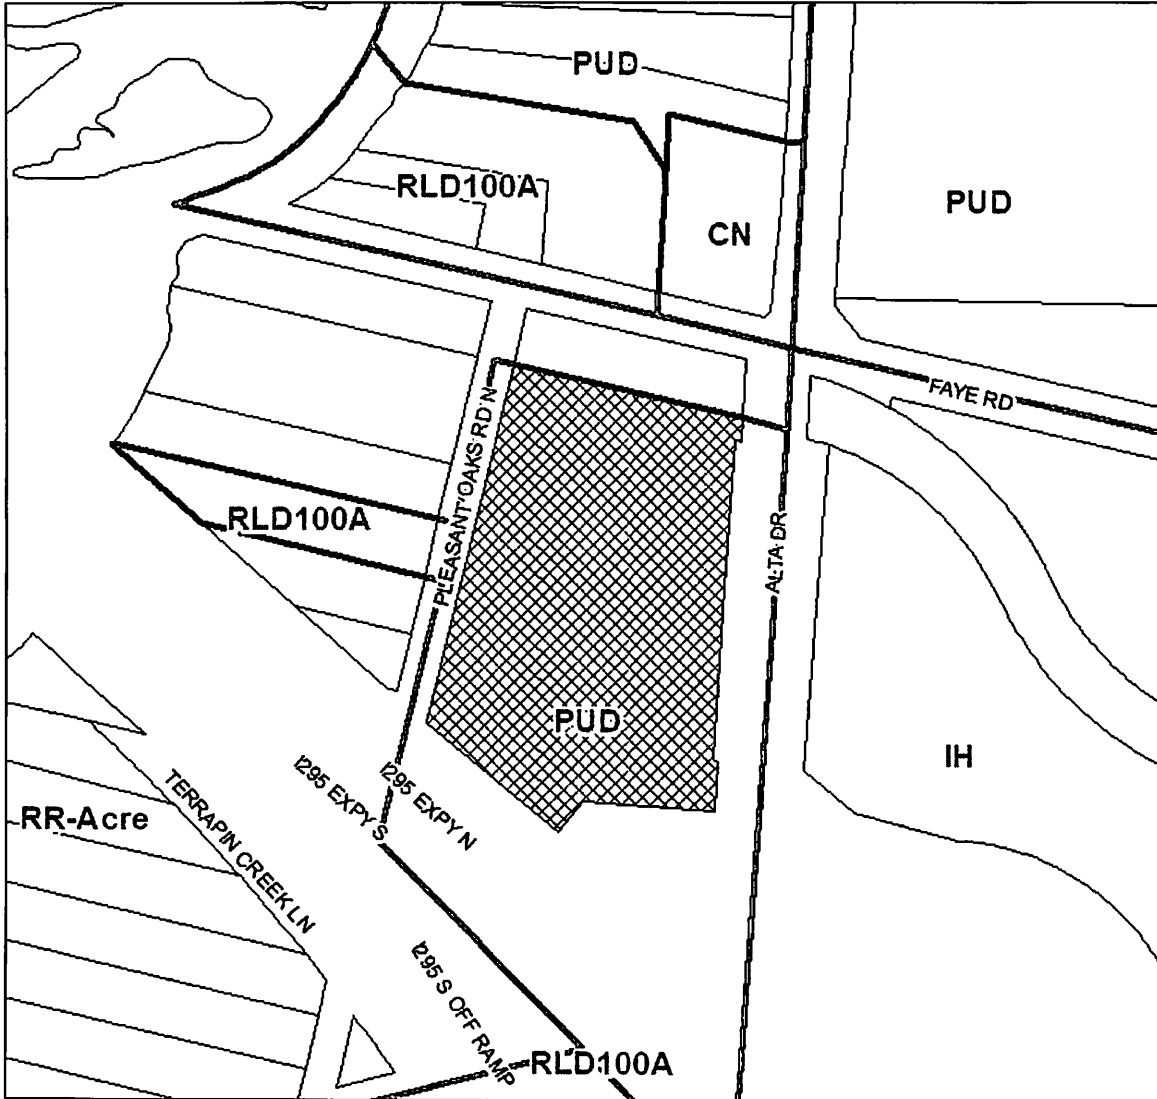 PUD
RLD100A
PUD
CN
FAYE RD
PLEASANT OAKS RD N
RLD100A
ALTA DR
PUD
IH
I295 EXPY S
I295 EXPY N
TERRAPIN CREEK LN
RR-Acre
I295 S OFF RAMP
RLD100A